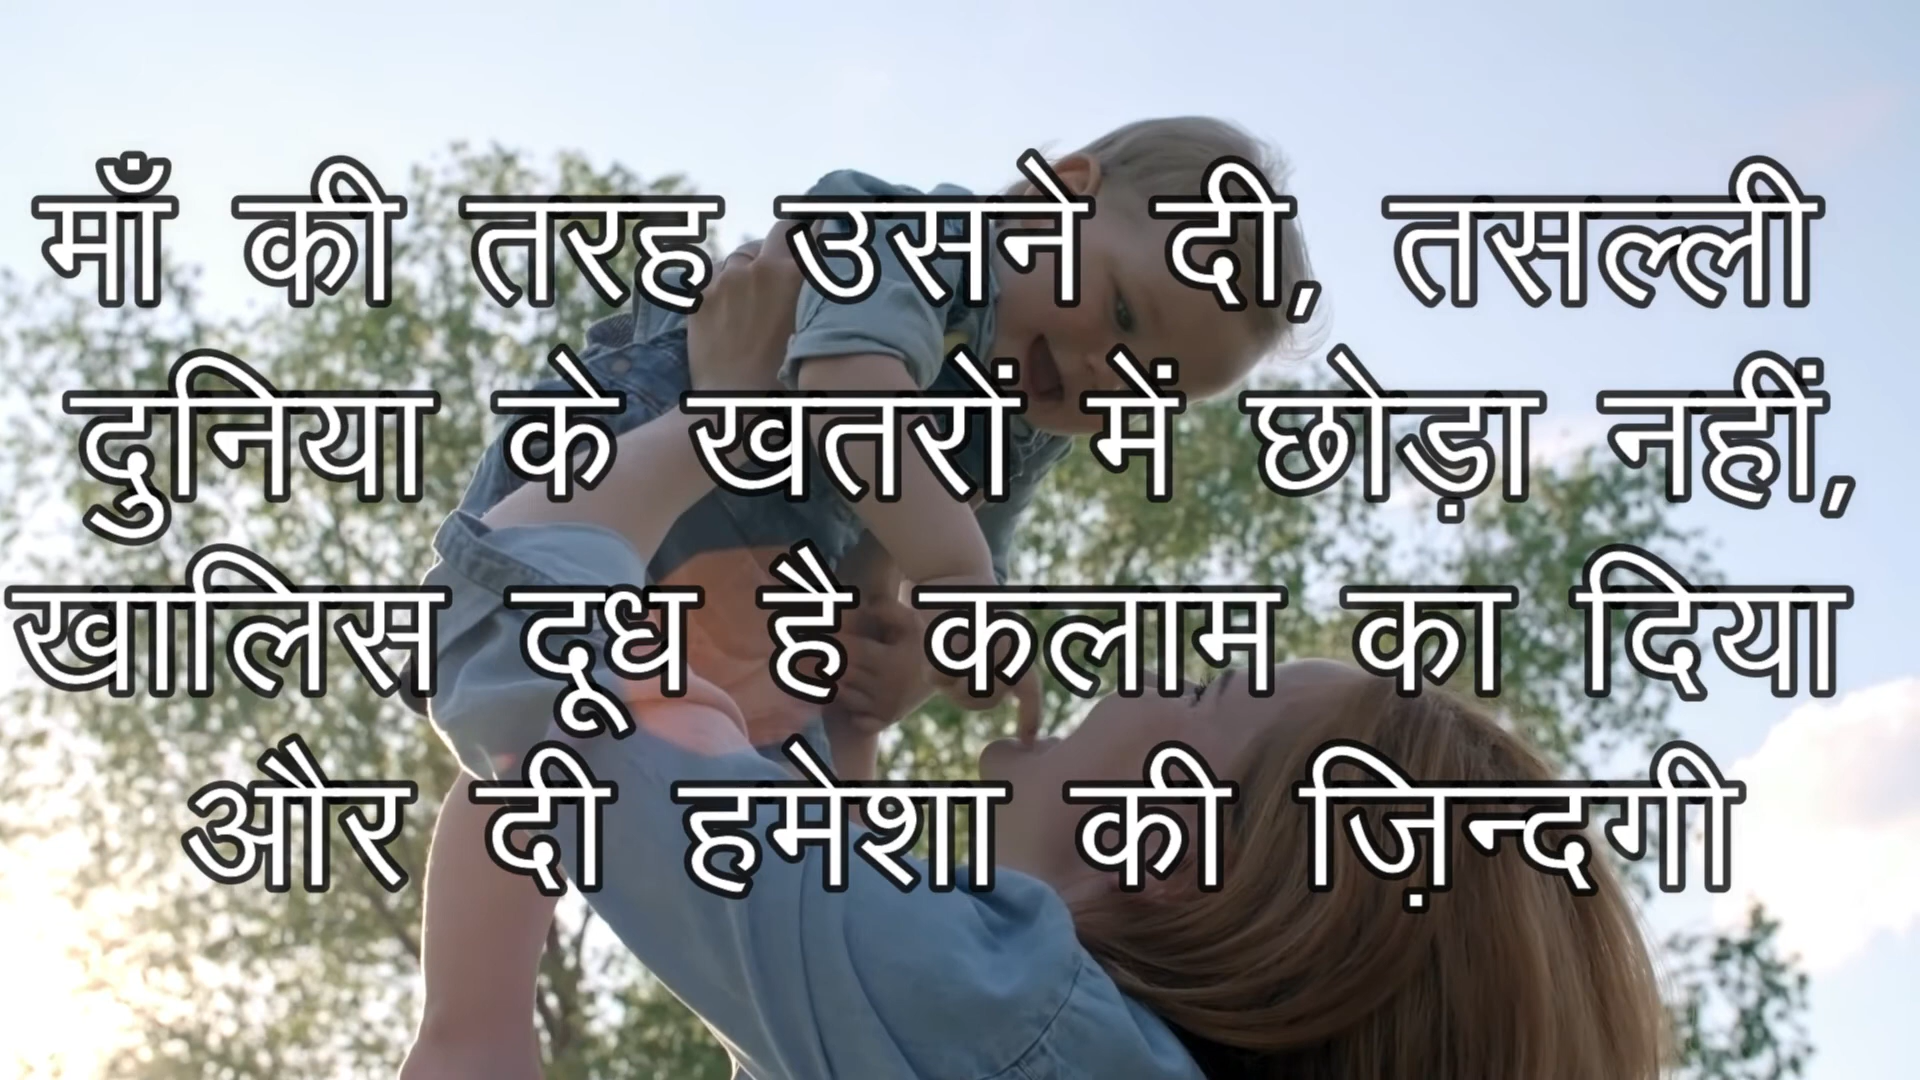 माँ की तरह उसने दी, तसल्ली
दुनिया के खतरों में छोड़ा नहीं,
खालिस दूध है कलाम का दिया
और दी हमेशा की ज़िन्दगी